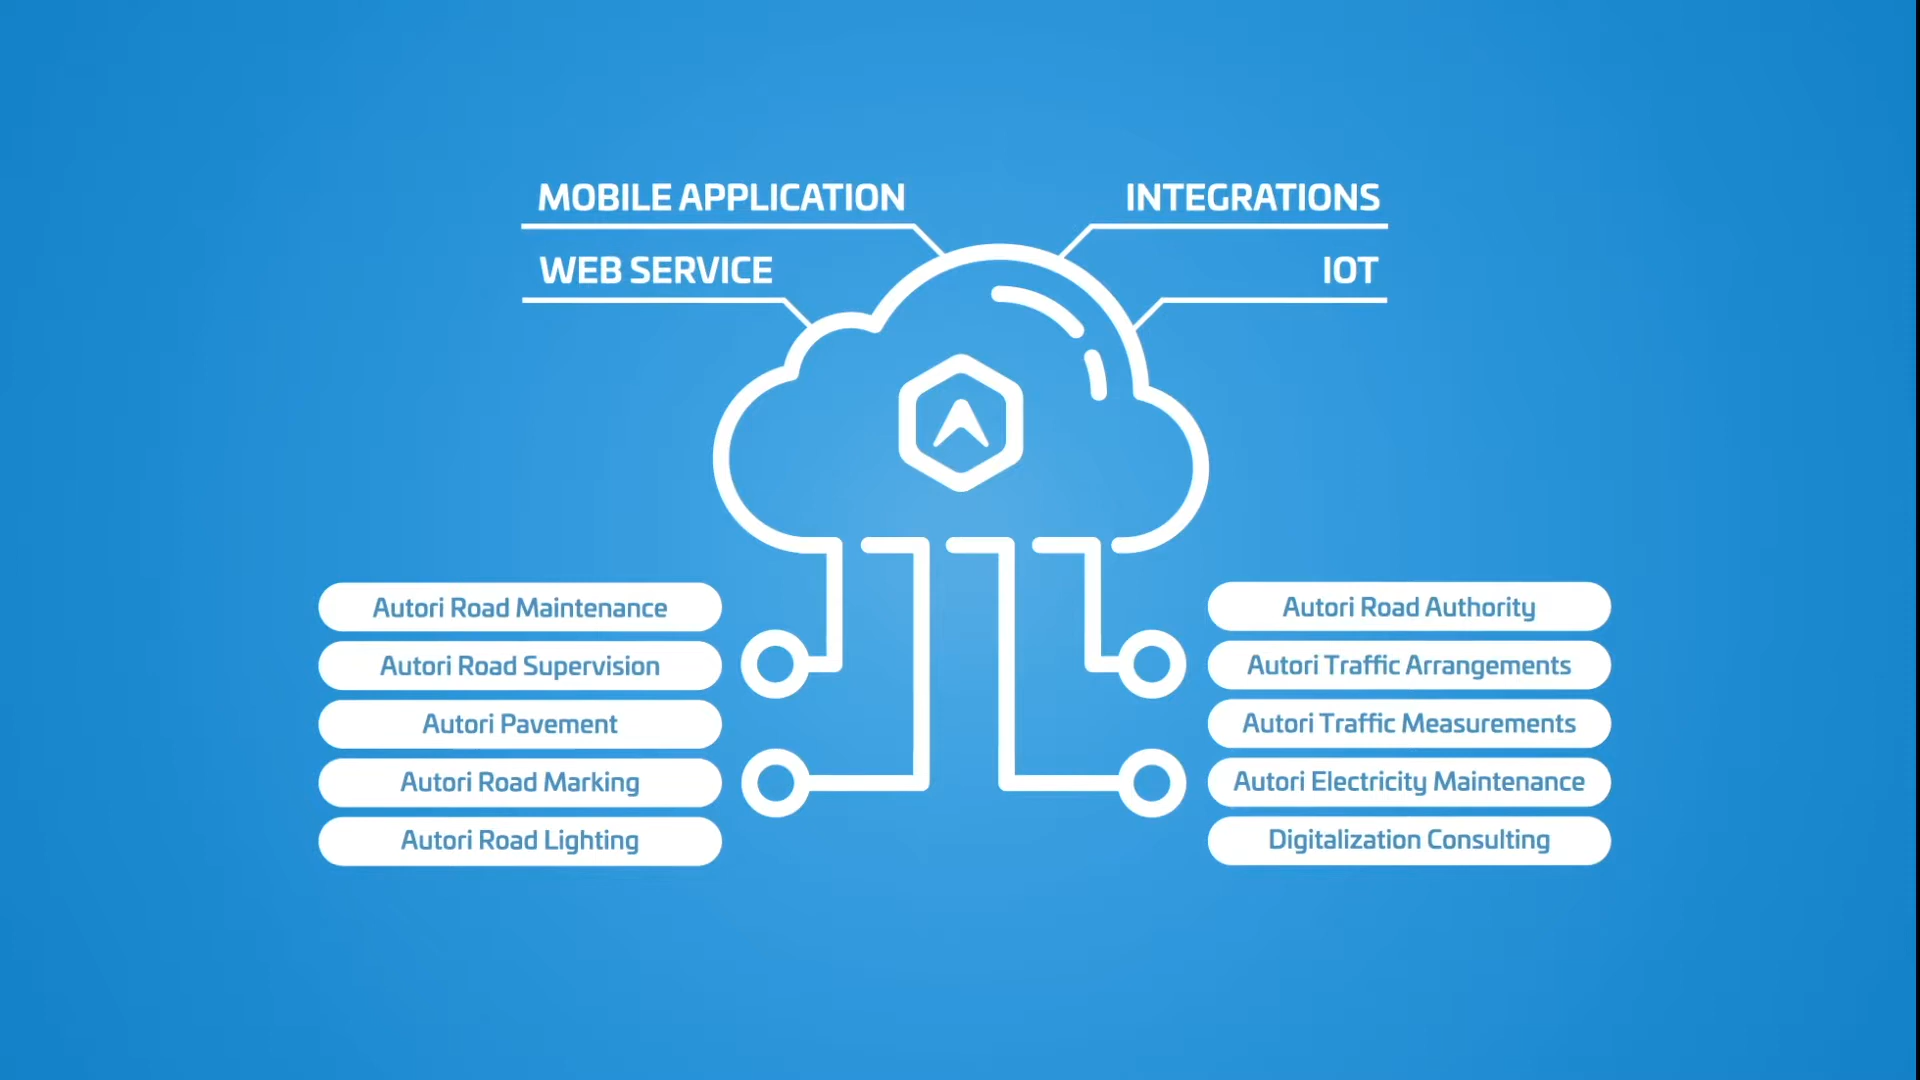 MOBILE APPLICATION
INTEGRATIONS
WEB SERVICE
IOT
Autori Road Maintenance
Autori Road Supervision
Autori Pavement
Autori Road Marking
Autori Road Lighting
Autori Road Authority
Autori Traffic Arrangements
Autori Traffic Measurements
Autori Electricity Maintenance
Digitalization Consulting